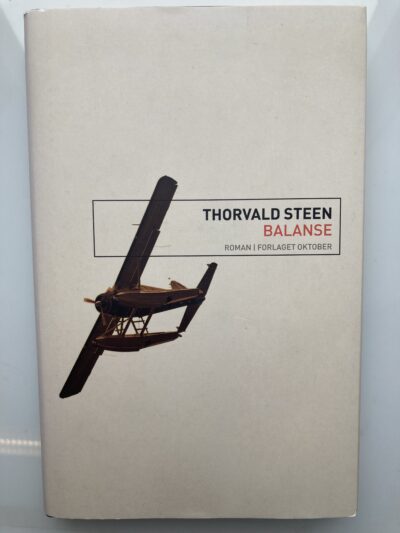 THORVALD STEEN
BALANSE
ROMAN | FORLAGET OKTOBER